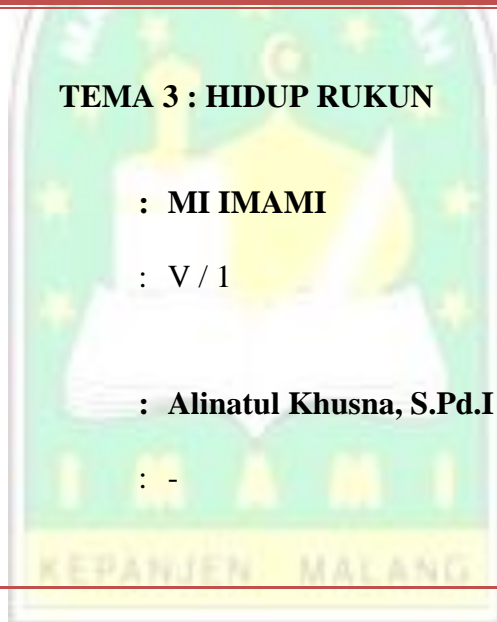 TEMA 3 : HIDUP RUKUN
: MI IMAMI
: V / 1
: Alinatul Khusna, S.Pd.I
: -
I M A M I
KEPANJEN MALANG